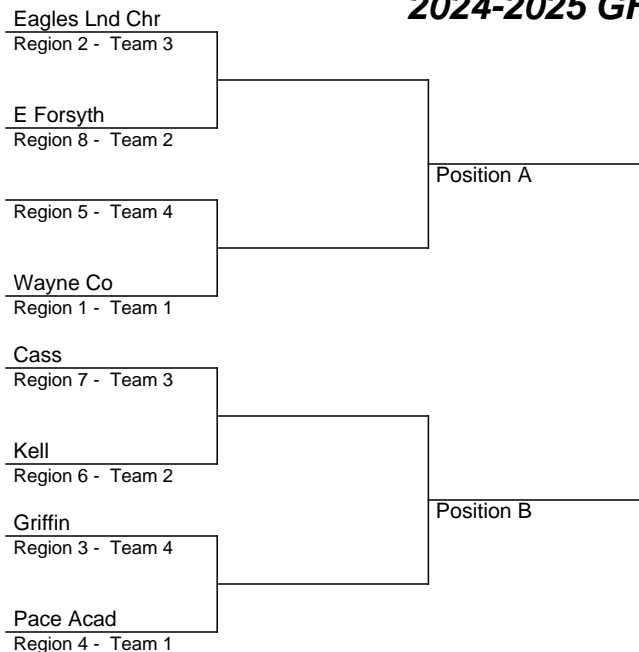 2024-2025 GH
Eagles Lnd Chr
Region 2 - Team 3
E Forsyth
Region 8 - Team 2
Position A
Region 5 - Team 4
Wayne Co
Region 1 - Team 1
Cass
Region 7 - Team 3
Kell
Region 6 - Team 2
Position B
Griffin
Region 3 - Team 4
Pace Acad
Region 4 - Team 1